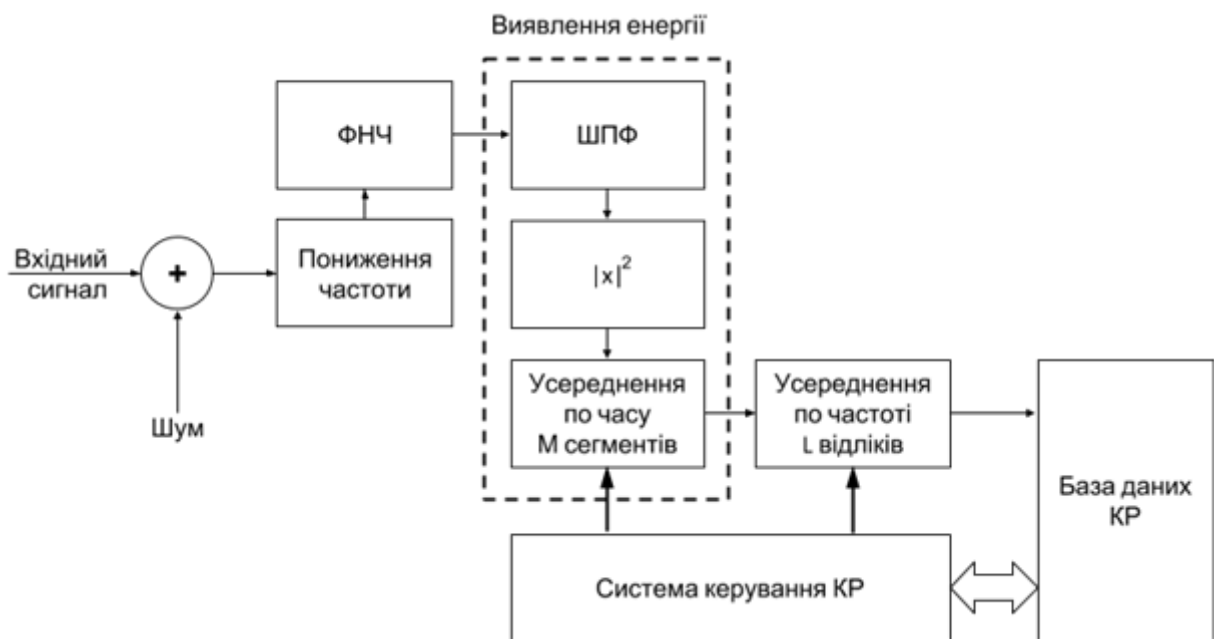 Виявлення енергії
ФНЧ
ШПФ
Вхідний
сигнал
+
Пониження
частоти
|x|²
Шум
Усереднення
по часу
М сегментів
Усереднення
по частоті
L відліків
База даних
КР
Система керування КР